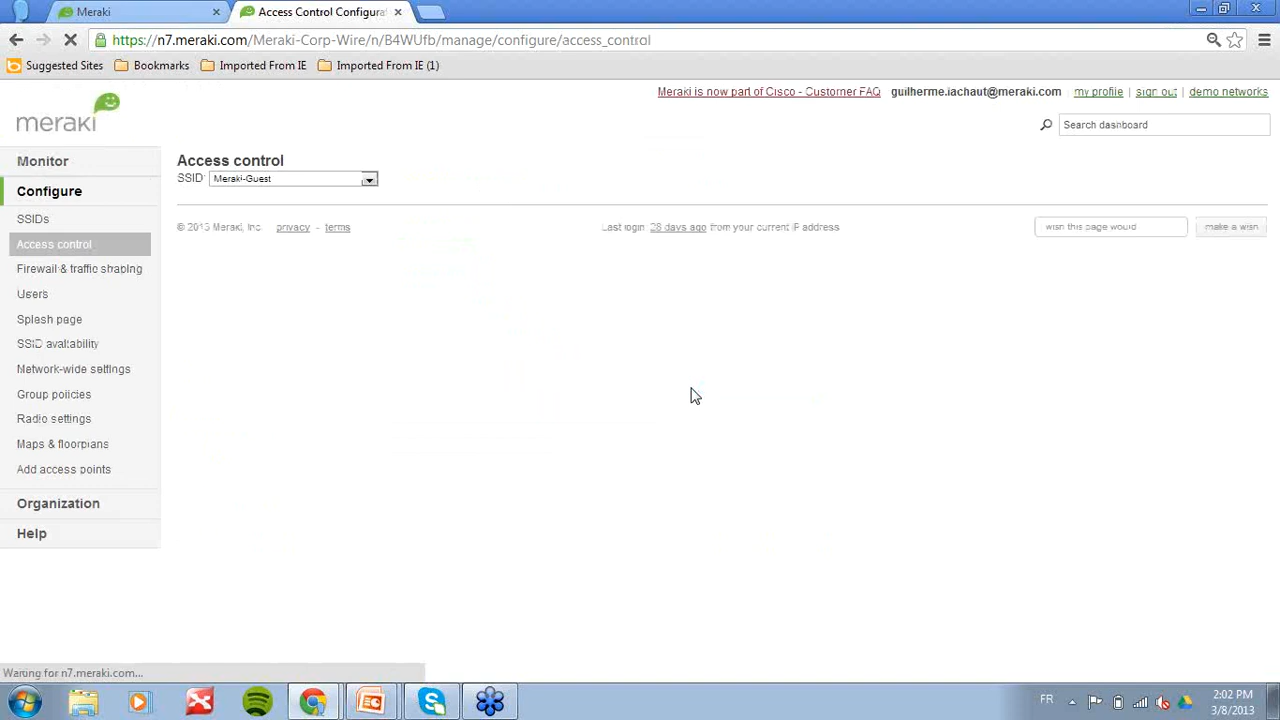 Meraki
Access Control Configura
https://n7.meraki.com/Meraki-Corp-Wire/n/B4WUfb/manage/configure/access_control
Suggested Sites
Bookmarks
Imported From IE
Imported From IE (1)
Meraki is now part of Cisco - Customer FAQ
guilherme.iachaut@meraki.com
my profile | sign out | demo networks
meraki
Search dashboard
Monitor
Access control
SSID: Meraki-Guest
Configure
SSIDs
© 2013 Meraki, Inc. privacy - terms
Last login 28 days ago from your current IP address
wish this page would
make a wish
Access control
Firewall & traffic shaping
Users
Splash page
SSID availability
Network-wide settings
Group policies
Radio settings
Maps & floorplans
Add access points
Organization
Help
Waiting for n7.meraki.com...
FR
2:02 PM
3/8/2013